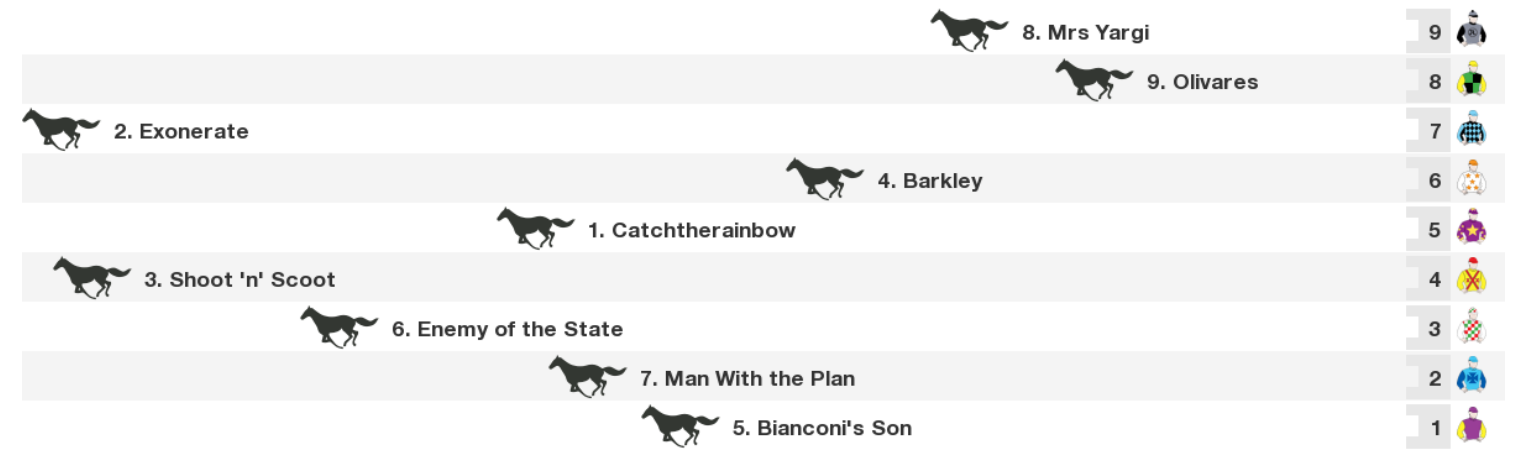 8. Mrs Yargi 9
9. Olivares 8
2. Exonerate 7
4. Barkley 6
1. Catchtherainbow 5
3. Shoot 'n' Scoot 4
6. Enemy of the State 3
7. Man With the Plan 2
5. Bianconi's Son 1